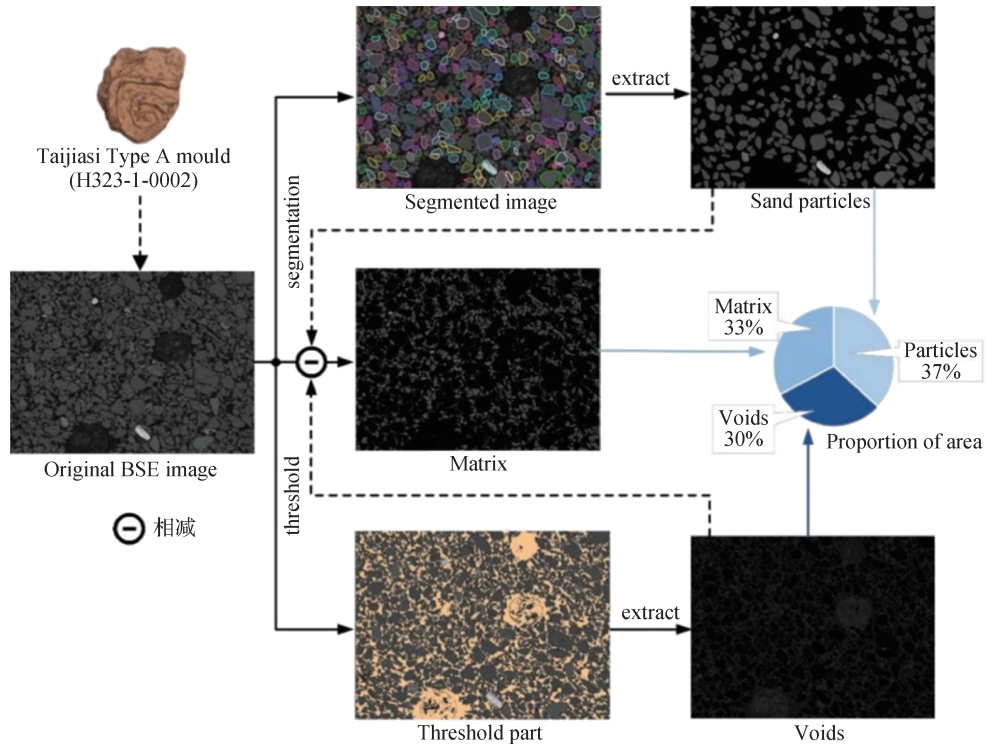 Taijiasi Type A mould
(H323-1-0002)
segmentation
Segmented image
extract
Sand particles
Original BSE image
Matrix
Matrix
33%
Particles
37%
Voids
30%
Proportion of area
相减
threshold
Threshold part
extract
Voids